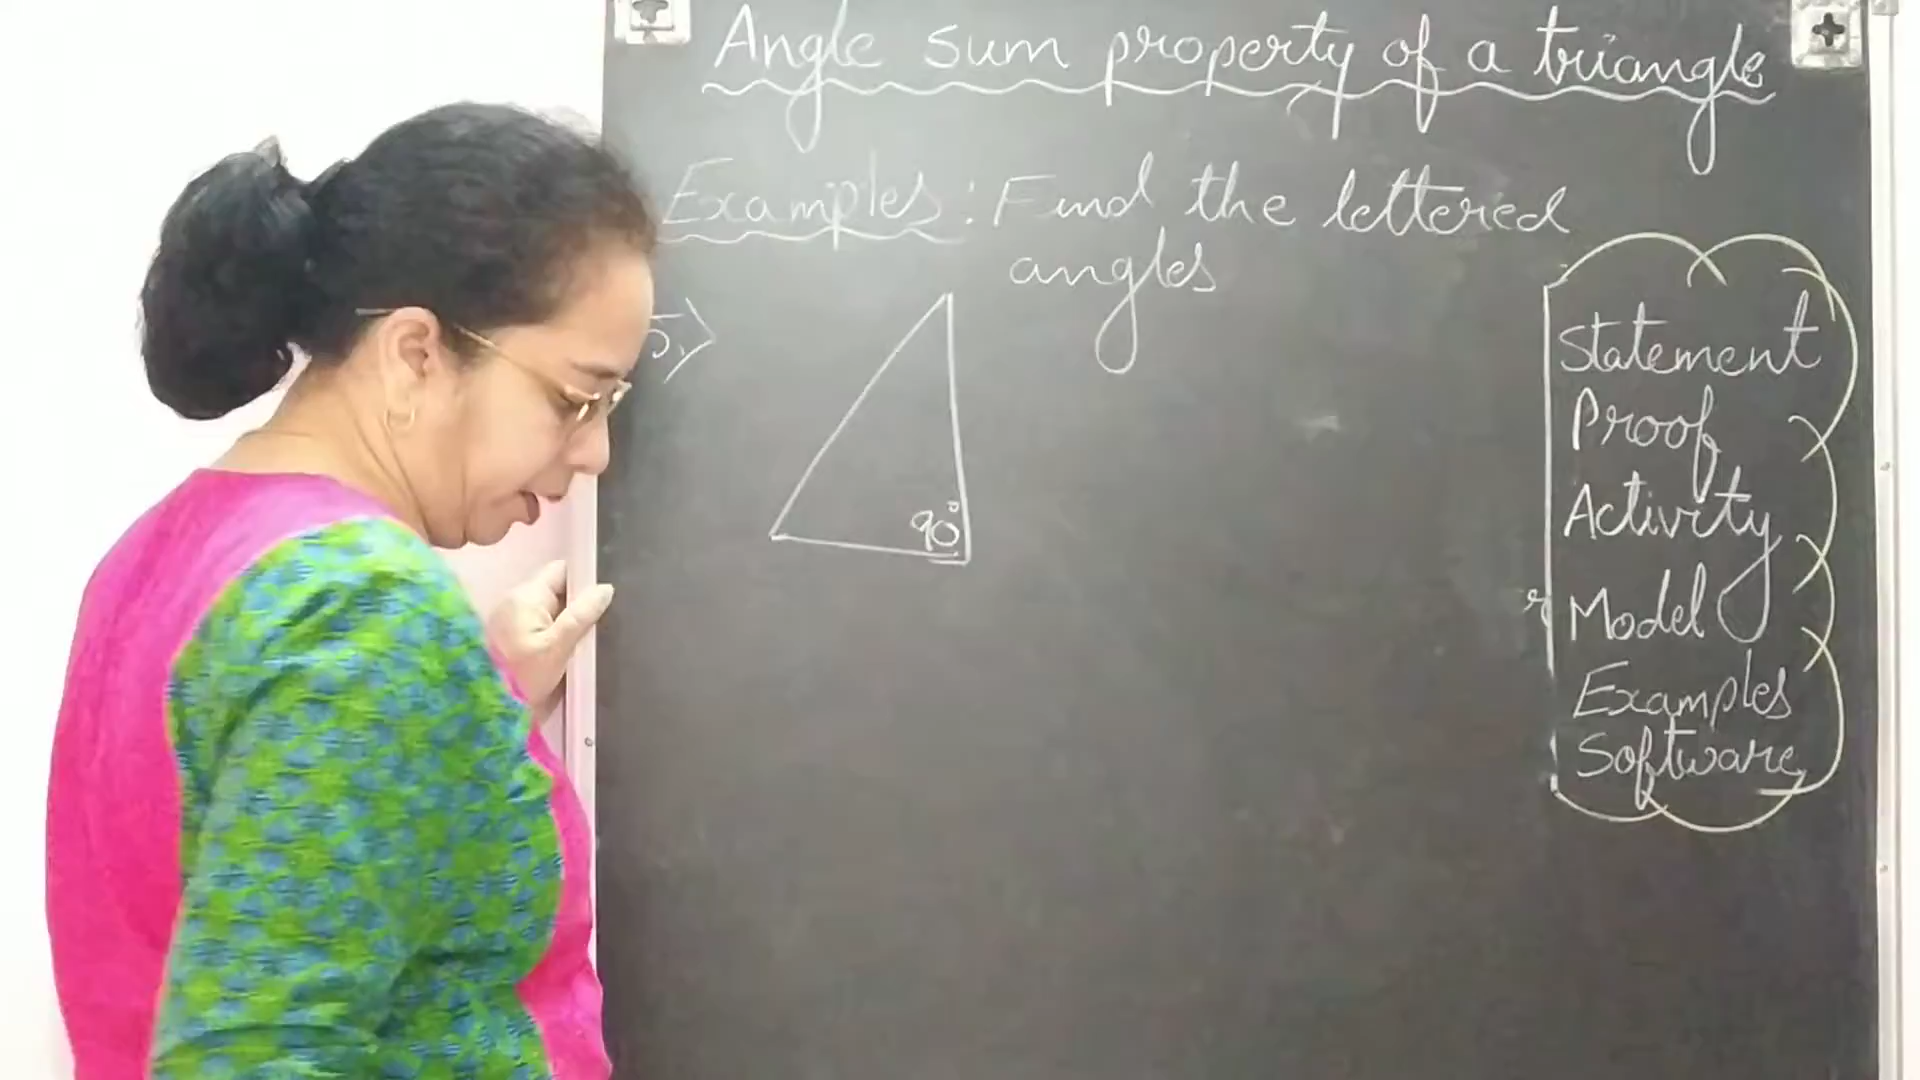 Angle sum property of a triangle
Examples : Find the lettered
angles
5.>
90°
Statement
Proof
Activity
Model
Examples
Software